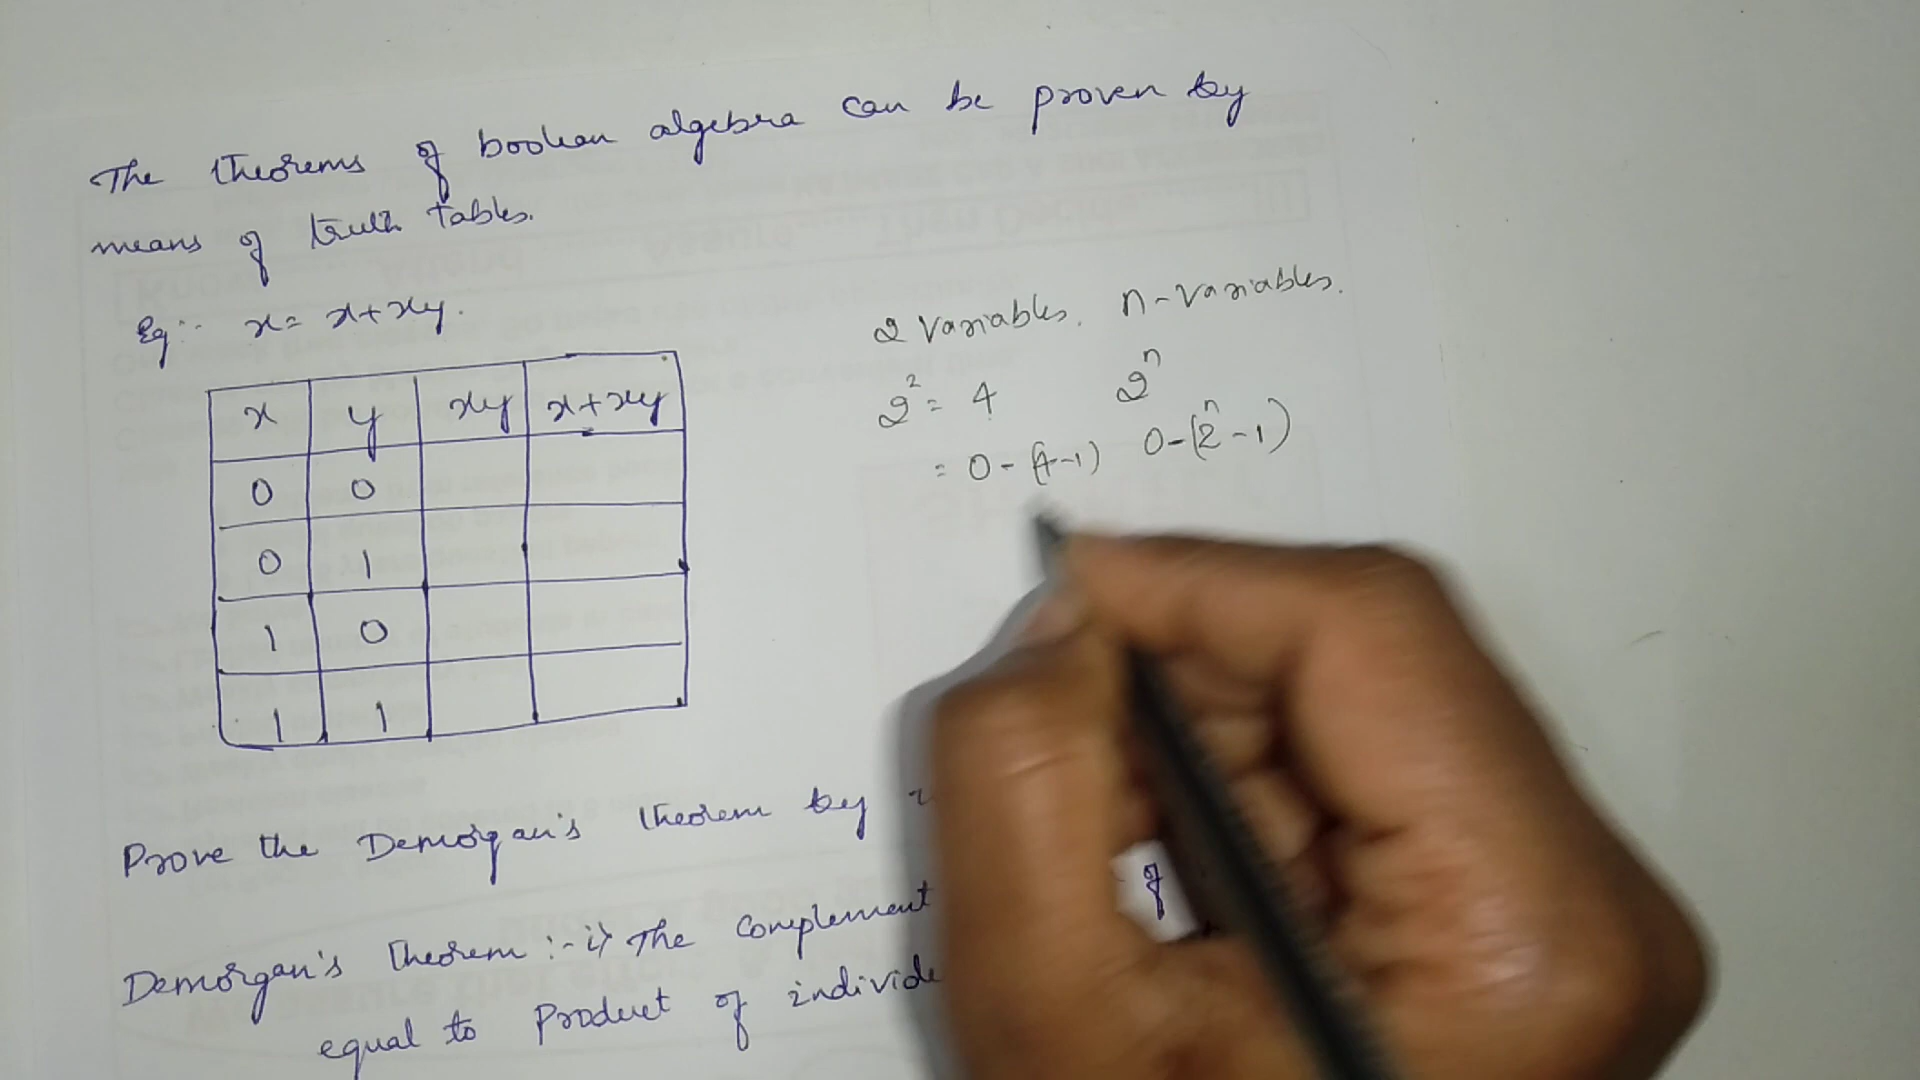 The theorems of boolean algebra can be proven by
means of truth tables.
Eg:- x = x+xy.
x y xy x+xy
0 0
0 1
1 0
1 1
2 variables. n-variables.
2² = 4 2ⁿ
= 0-(4-1) 0-(2ⁿ-1)
Prove the Demorgan's theorem by
Demorgan's theorem :- i) The complement of
equal to product of